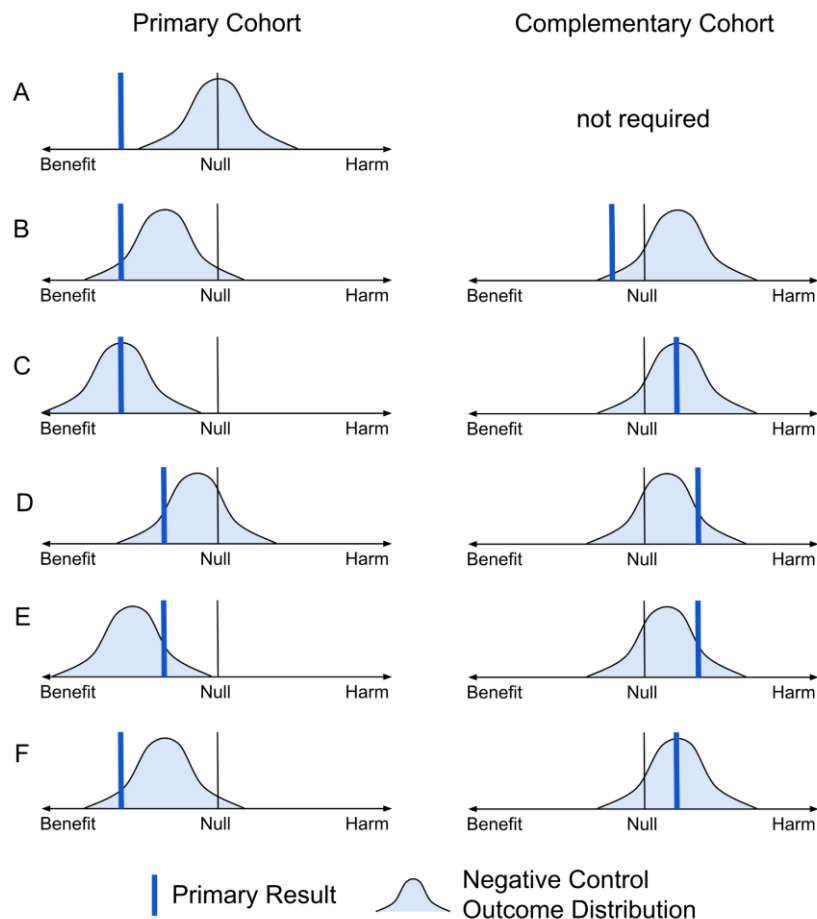 Primary Cohort Complementary Cohort
A
not required
Benefit Null Harm
B
Benefit Null Harm Benefit Null Harm
C
Benefit Null Harm Benefit Null Harm
D
Benefit Null Harm Benefit Null Harm
E
Benefit Null Harm Benefit Null Harm
F
Benefit Null Harm Benefit Null Harm
Primary Result Negative Control
Outcome Distribution